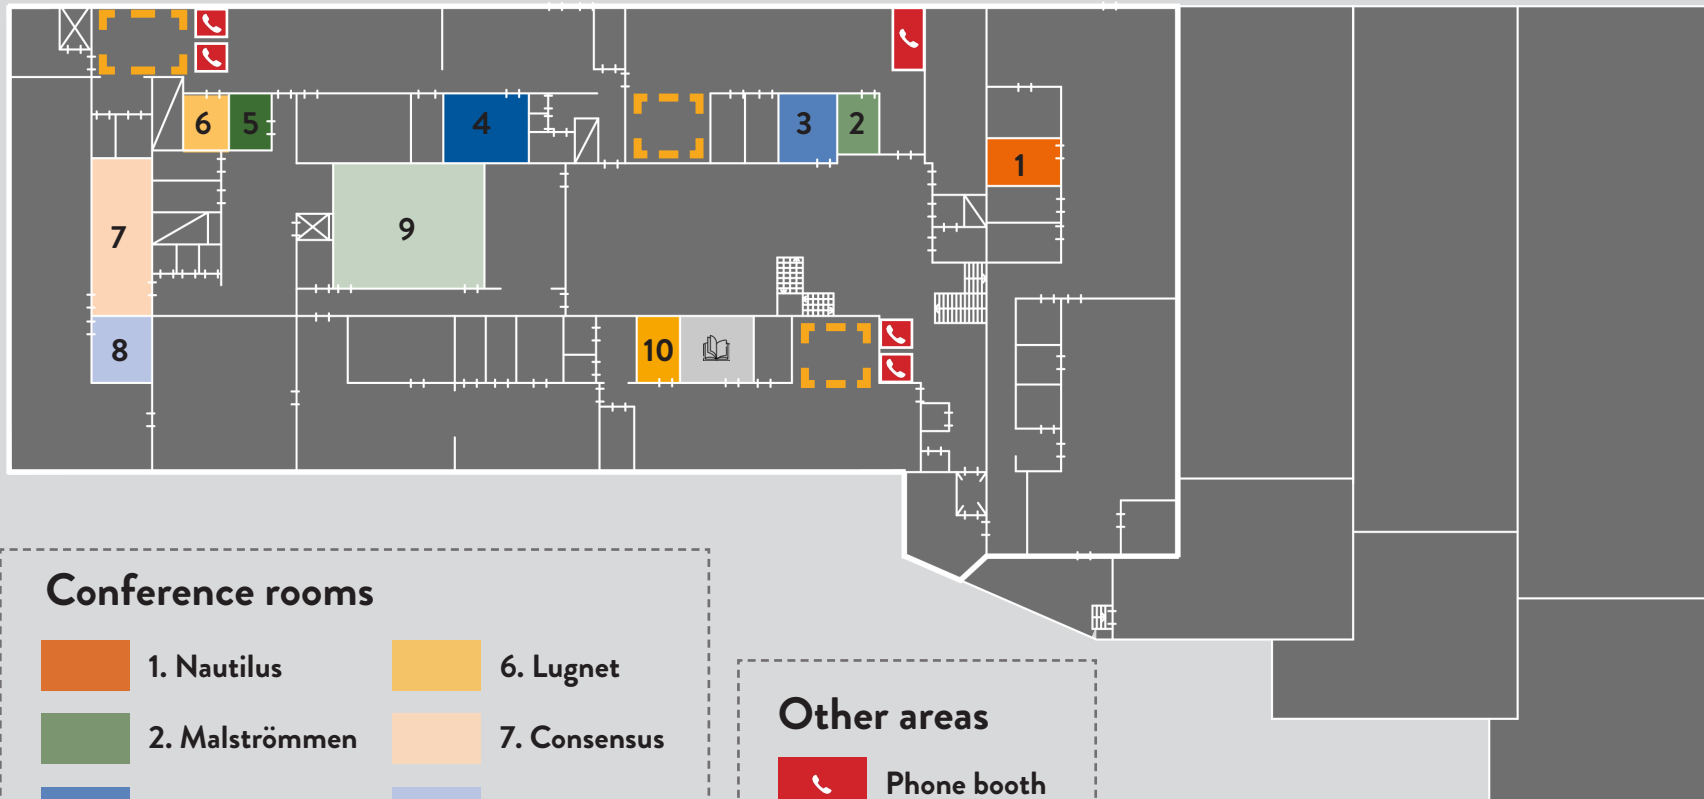 6
5
4
3
2
1
7
9
8
10
Conference rooms
1. Nautilus
6. Lugnet
2. Malströmmen
7. Consensus
Other areas
Phone booth